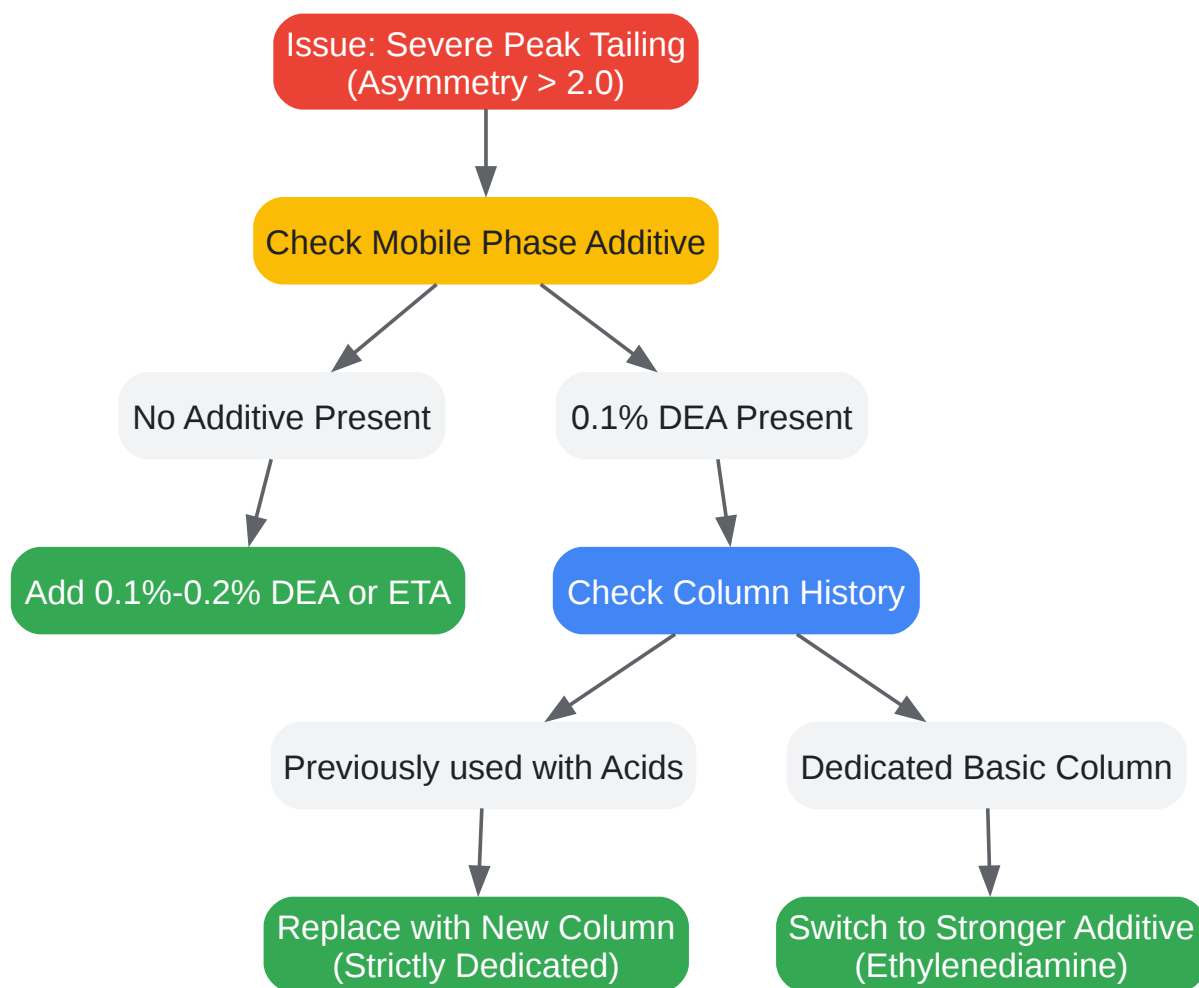 Issue: Severe Peak Tailing
(Asymmetry > 2.0)
Check Mobile Phase Additive
No Additive Present
0.1% DEA Present
Add 0.1%-0.2% DEA or ETA
Check Column History
Previously used with Acids
Dedicated Basic Column
Replace with New Column
(Strictly Dedicated)
Switch to Stronger Additive
(Ethylenediamine)